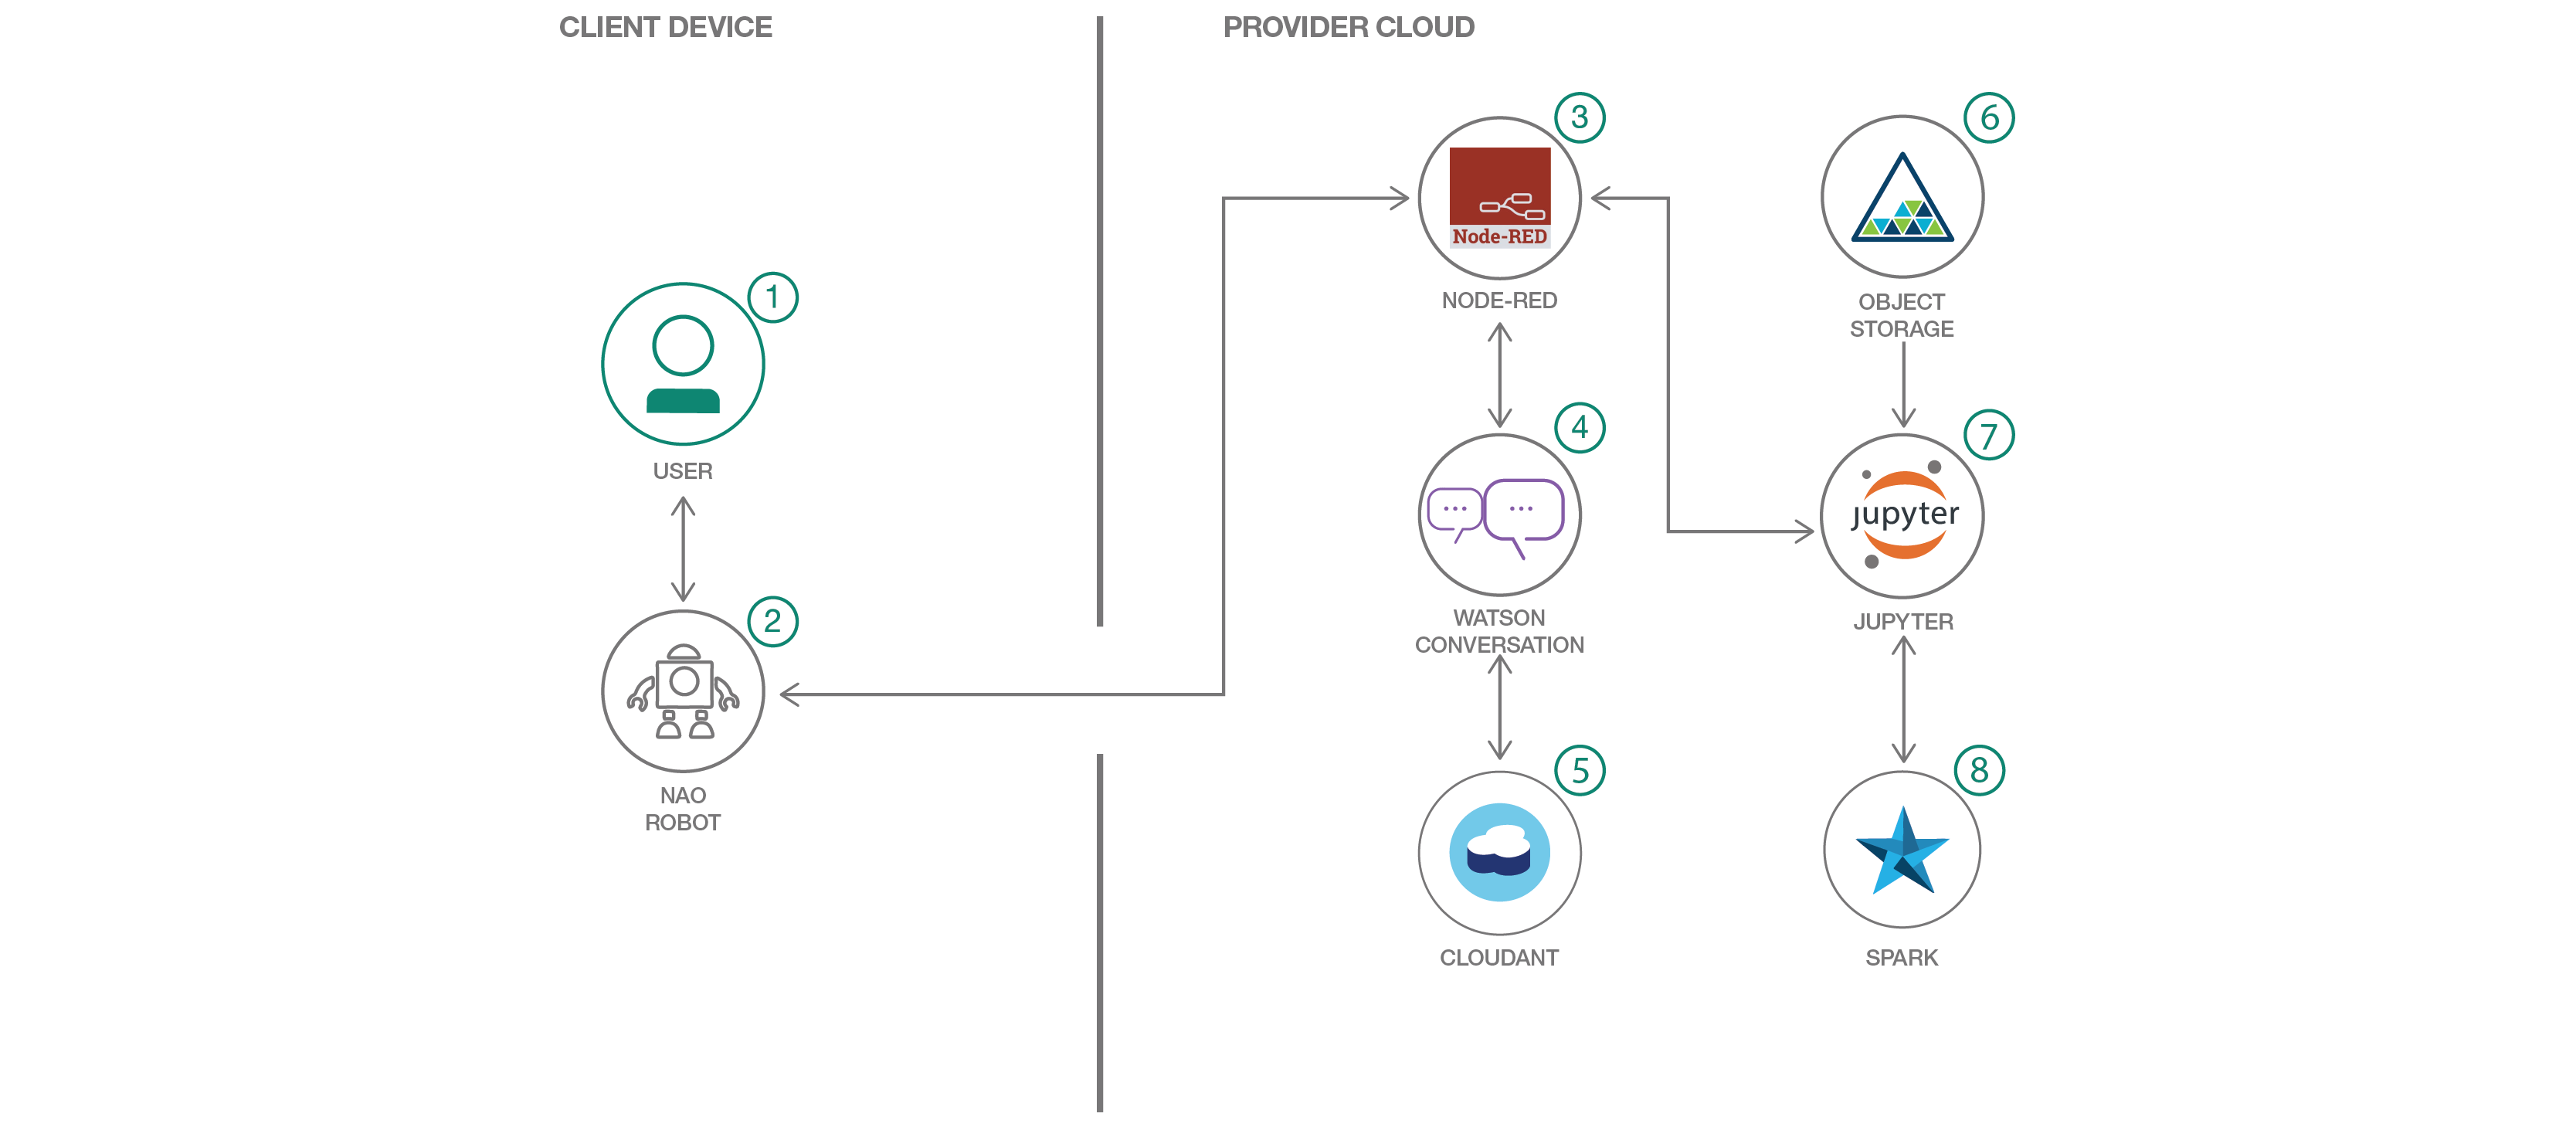 CLIENT DEVICE
PROVIDER CLOUD
1
USER
2
NAO
ROBOT
3
Node-RED
NODE-RED
4
WATSON
CONVERSATION
5
CLOUDANT
6
OBJECT
STORAGE
7
jupyter
JUPYTER
8
SPARK